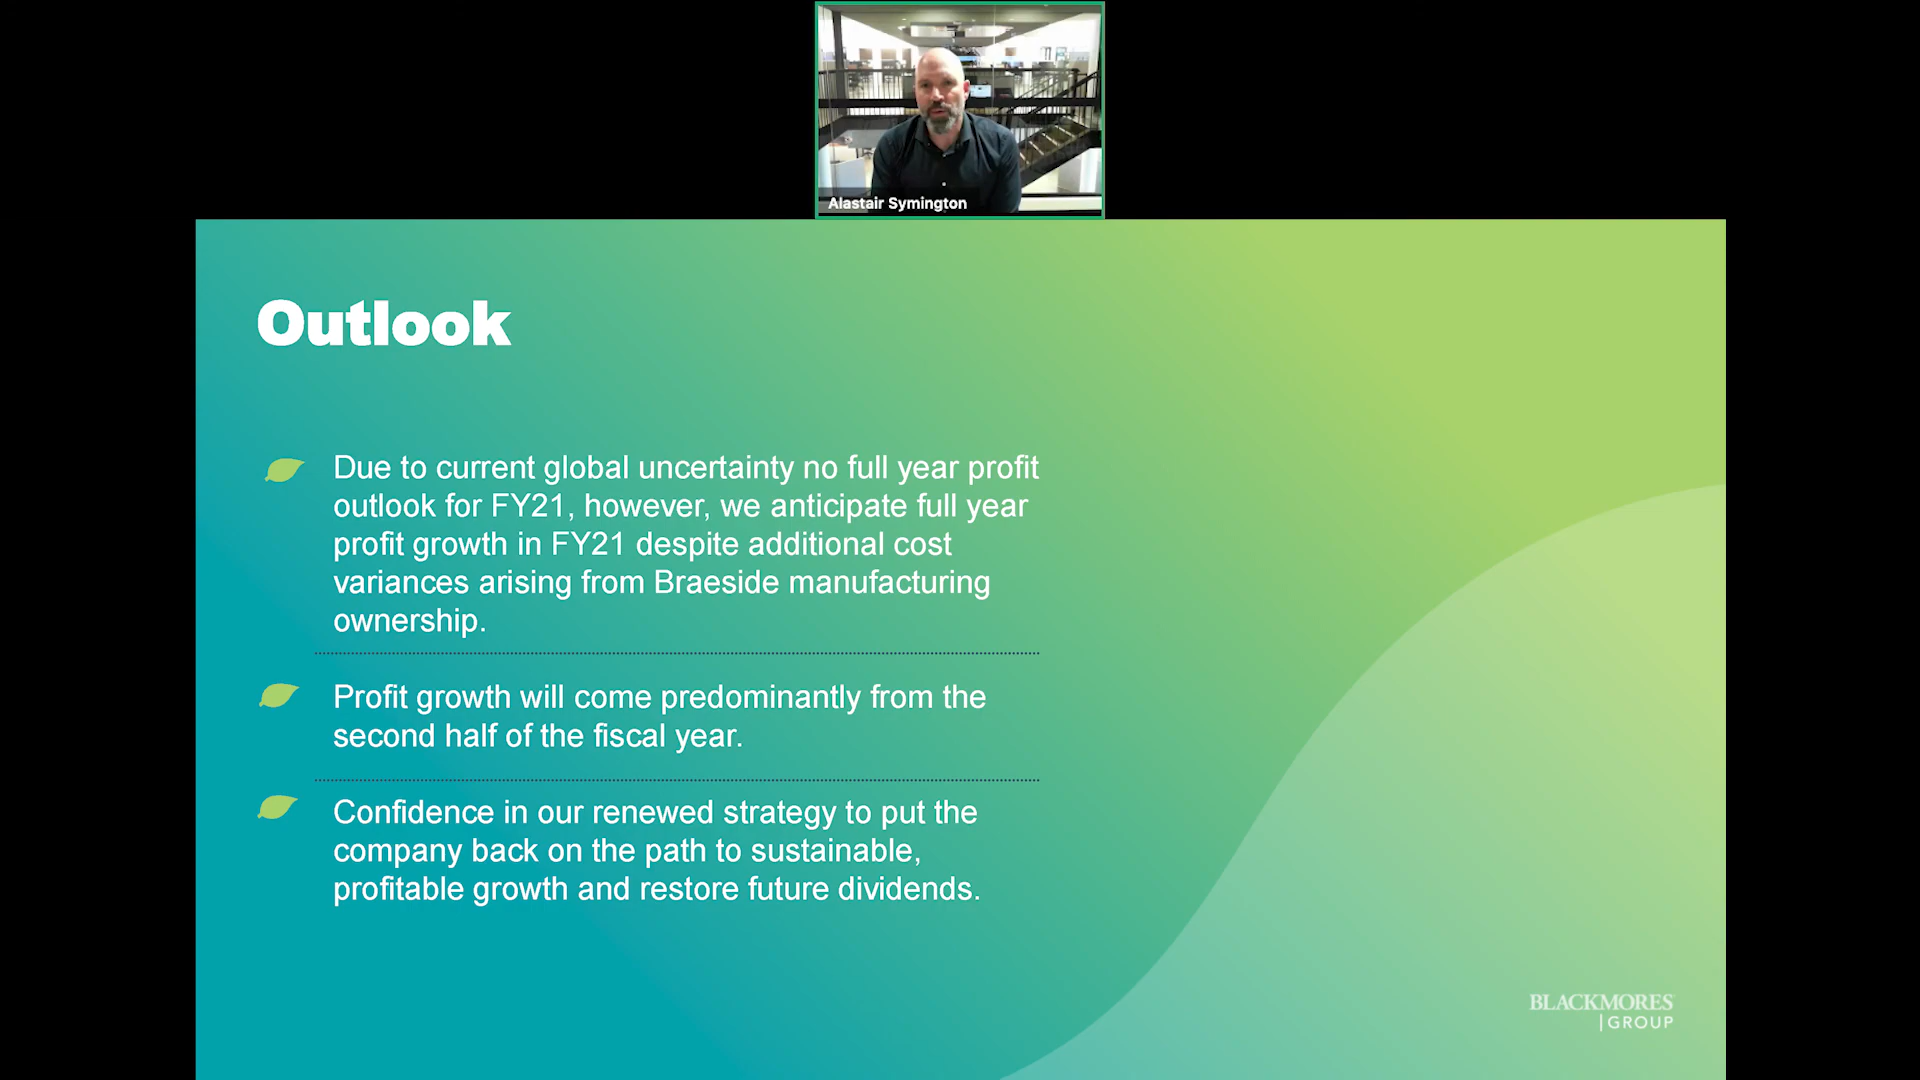 Alastair Symington
Outlook
Due to current global uncertainty no full year profit
outlook for FY21, however, we anticipate full year
profit growth in FY21 despite additional cost
variances arising from Braeside manufacturing
ownership.
Profit growth will come predominantly from the
second half of the fiscal year.
Confidence in our renewed strategy to put the
company back on the path to sustainable,
profitable growth and restore future dividends.
BLACKMORES
|GROUP